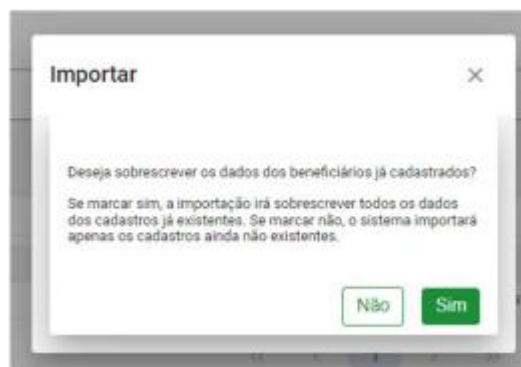 Importar
Deseja sobrescrever os dados dos beneficiários já cadastrados?
Se marcar sim, a importação irá sobrescrever todos os dados
dos cadastros já existentes. Se marcar não, o sistema importará
apenas os cadastros ainda não existentes.
Não
Sim